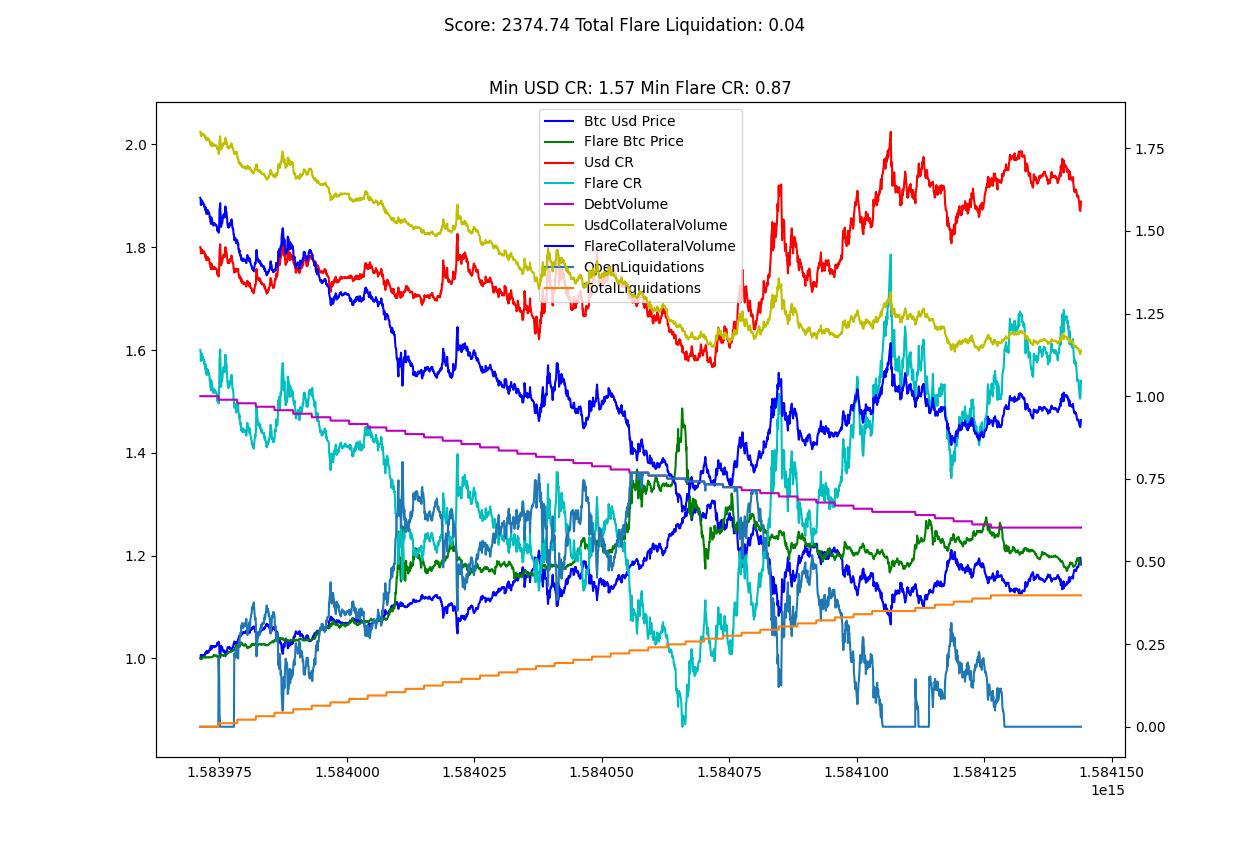 Score: 2374.74 Total Flare Liquidation: 0.04
Min USD CR: 1.57 Min Flare CR: 0.87
Btc Usd Price
Flare Btc Price
Usd CR
Flare CR
DebtVolume
UsdCollateralVolume
FlareCollateralVolume
OpenLiquidations
TotalLiquidations
2.0
1.8
1.6
1.4
1.2
1.0
1.75
1.50
1.25
1.00
0.75
0.50
0.25
0.00
1.583975 1.584000 1.584025 1.584050 1.584075 1.584100 1.584125 1.584150
1e15